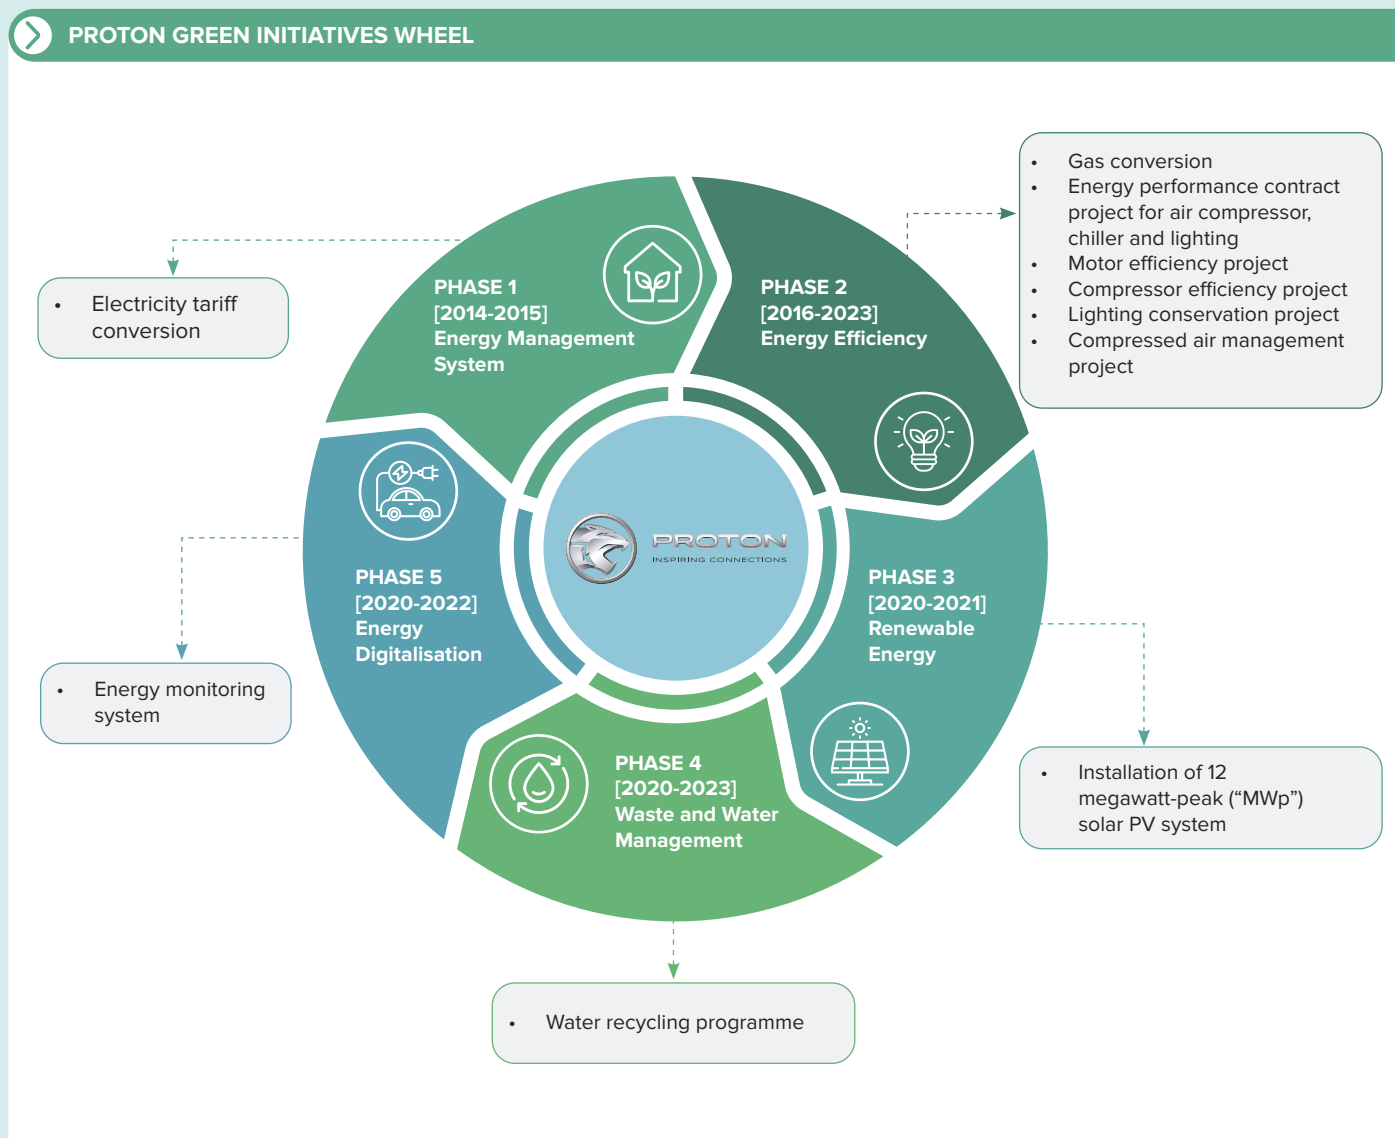 PROTON GREEN INITIATIVES WHEEL
PHASE 1
[2014-2015]
Energy Management
System
• Electricity tariff
conversion
PHASE 2
[2016-2023]
Energy Efficiency
• Gas conversion
• Energy performance contract
project for air compressor,
chiller and lighting
• Motor efficiency project
• Compressor efficiency project
• Lighting conservation project
• Compressed air management
project
PROTON
INSPIRING CONNECTIONS
PHASE 3
[2020-2021]
Renewable
Energy
• Installation of 12
megawatt-peak (“MWp”)
solar PV system
PHASE 4
[2020-2023]
Waste and Water
Management
• Water recycling programme
PHASE 5
[2020-2022]
Energy
Digitalisation
• Energy monitoring
system